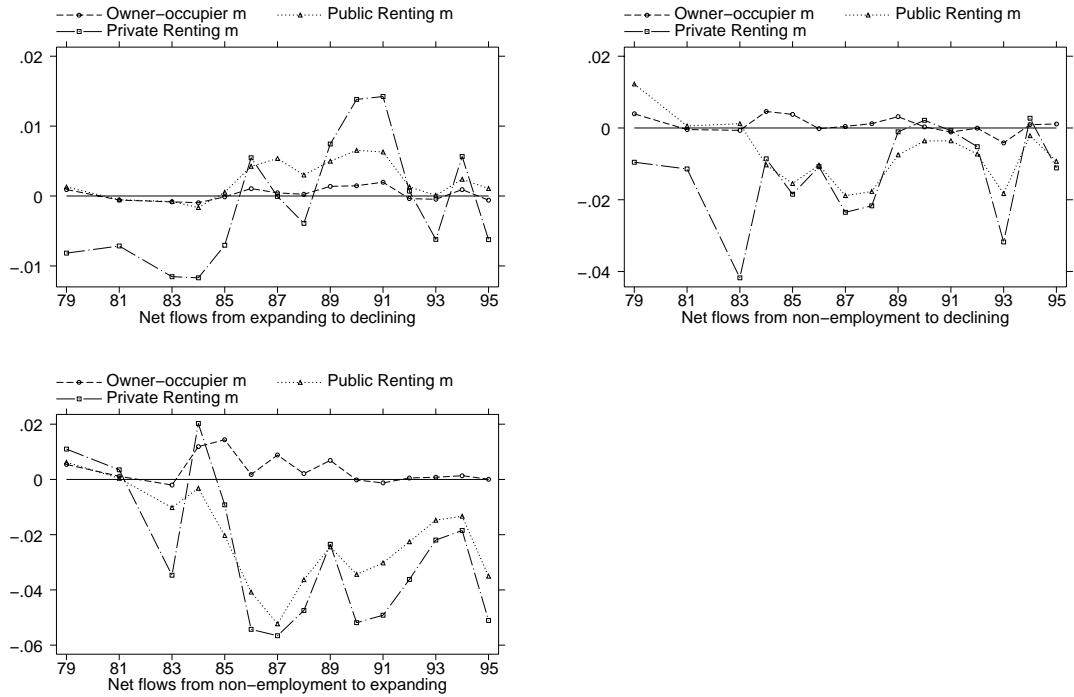 Owner−occupier m Public Renting m
Private Renting m
.02
.01
0
−.01
79 81 83 85 87 89 91 93 95
Net flows from expanding to declining
Owner−occupier m Public Renting m
Private Renting m
.02
0
−.02
−.04
79 81 83 85 87 89 91 93 95
Net flows from non−employment to declining
Owner−occupier m Public Renting m
Private Renting m
.02
0
−.02
−.04
−.06
79 81 83 85 87 89 91 93 95
Net flows from non−employment to expanding